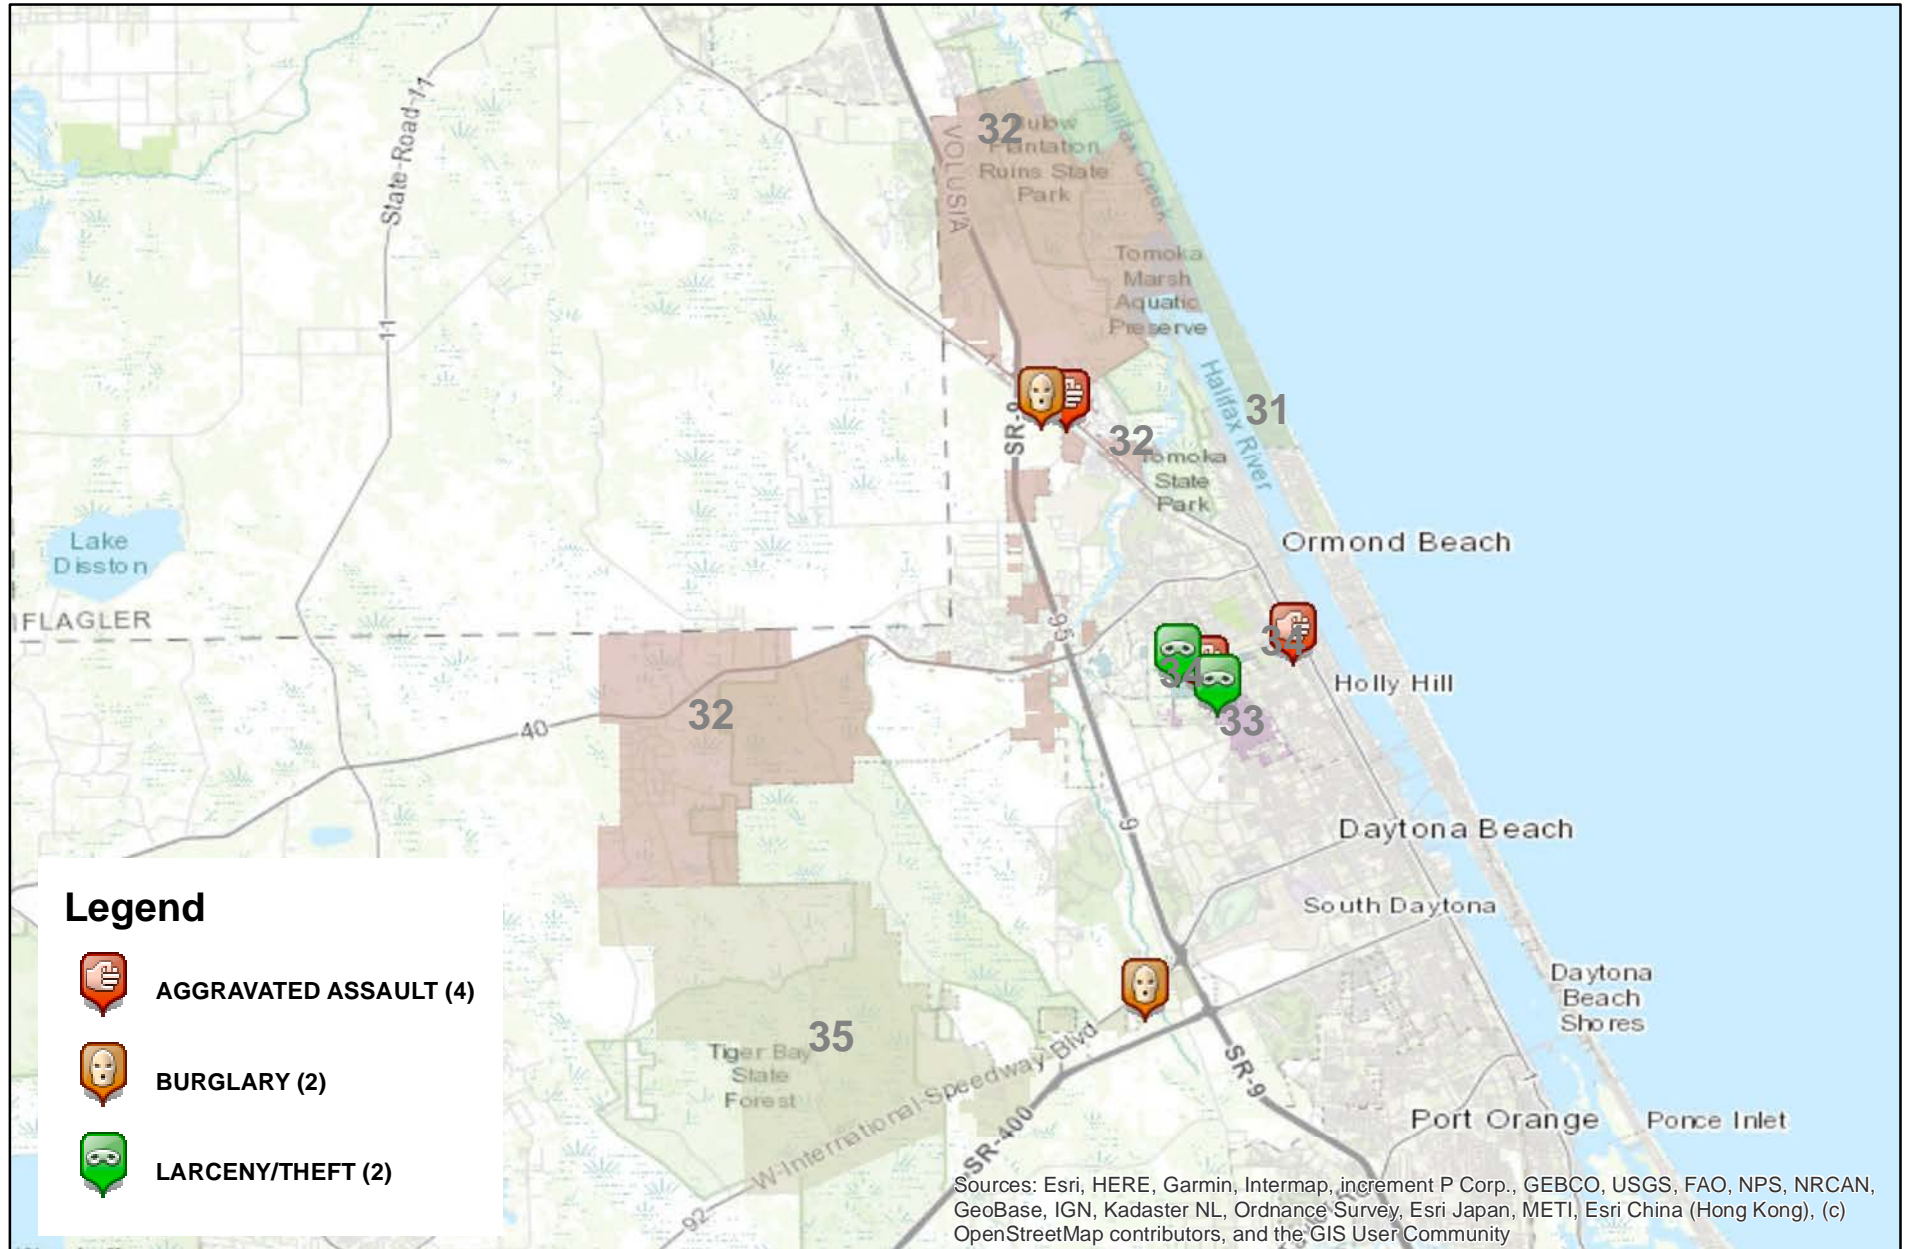 State-Road-11
VOLUSIA
32
Bulow
Plantation
Ruins State
Park
Halifax Creek
Tomoka
Marsh
Aquatic
Preserve
11
1
SR-9
32
31
Halifax River
Tomoka
State
Park
Ormond Beach
Lake
Disston
FLAGLER
95
34
34
Holly Hill
33
32
40
9
Daytona Beach
South Daytona
Daytona
Beach
Shores
35
Tiger Bay
State
Forest
W-International-Speedway-Blvd
SR-9
SR-400
92
1
Port Orange
Ponce Inlet
Legend
AGGRAVATED ASSAULT (4)
BURGLARY (2)
LARCENY/THEFT (2)
Sources: Esri, HERE, Garmin, Intermap, increment P Corp., GEBCO, USGS, FAO, NPS, NRCAN,
GeoBase, IGN, Kadaster NL, Ordnance Survey, Esri Japan, METI, Esri China (Hong Kong), (c)
OpenStreetMap contributors, and the GIS User Community